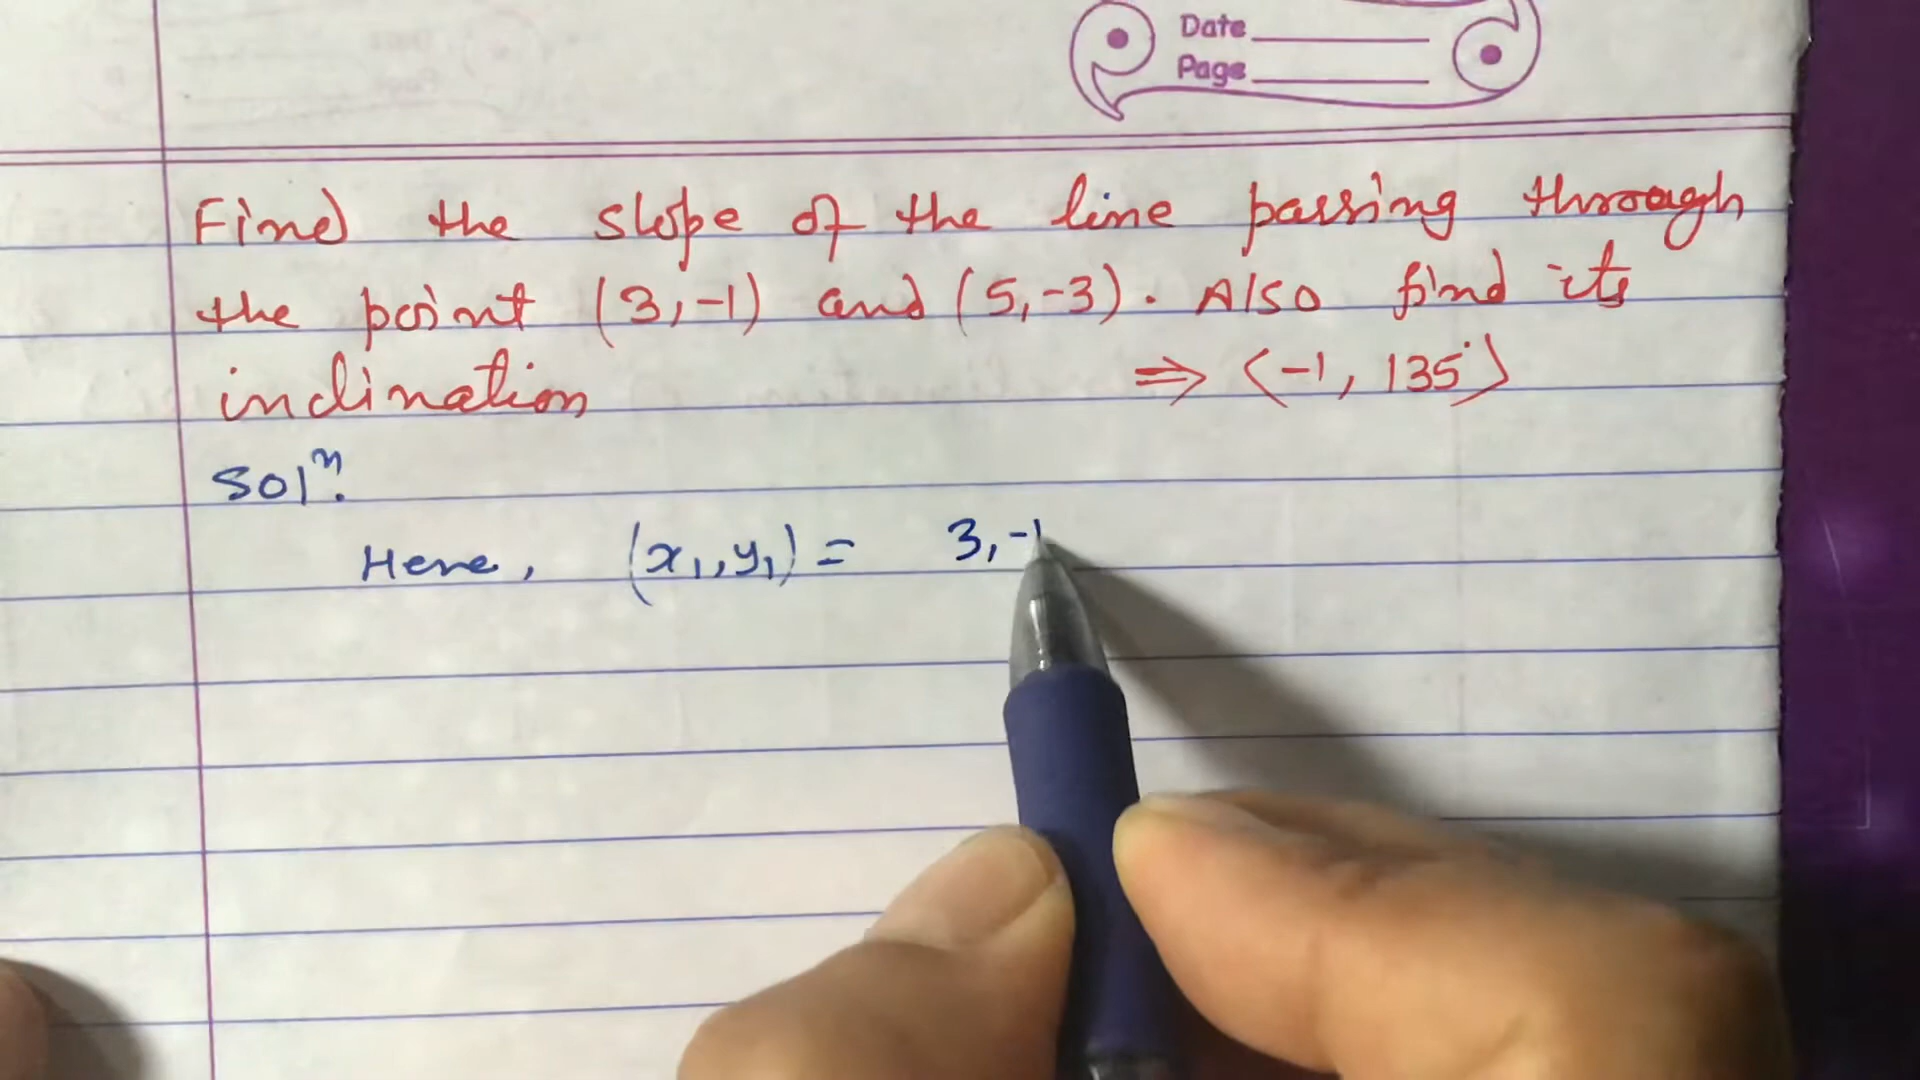 Date
Page
Find the slope of the line passing through
the point (3,-1) and (5,-3). Also find its
inclination ⇒ (-1, 135°)
Solⁿ:
Here, (x₁,y₁) = 3,-1